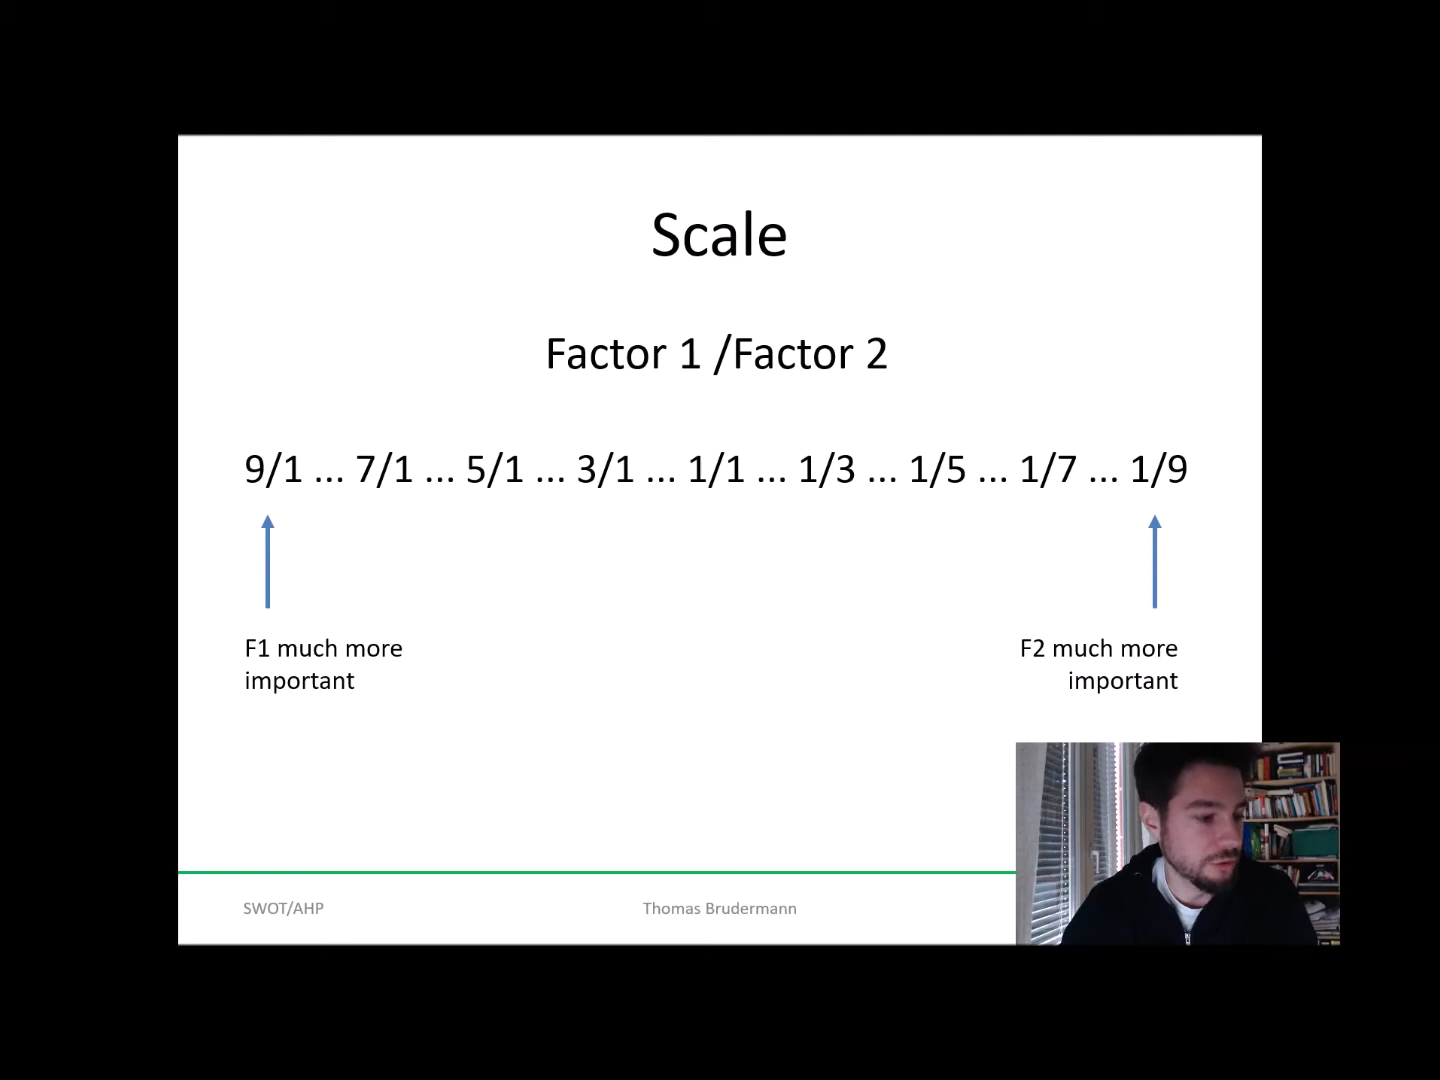 Scale
Factor 1 /Factor 2
9/1 ... 7/1 ... 5/1 ... 3/1 ... 1/1 ... 1/3 ... 1/5 ... 1/7 ... 1/9
F1 much more
important
F2 much more
important
SWOT/AHP
Thomas Brudermann